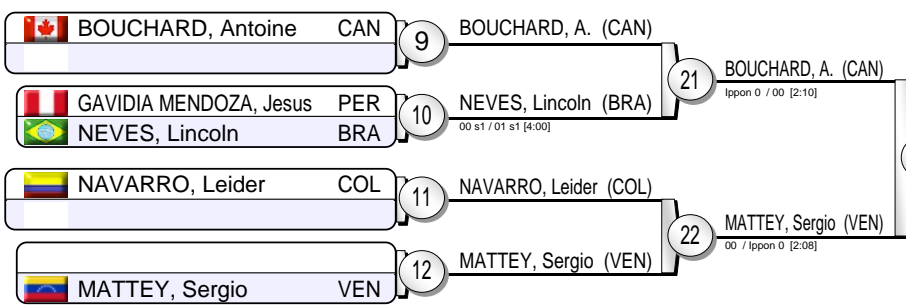 BOUCHARD, Antoine CAN
9
BOUCHARD, A. (CAN)
21
BOUCHARD, A. (CAN)
Ippon 0 / 00 [2:10]
GAVIDIA MENDOZA, Jesus PER
NEVES, Lincoln BRA
10
NEVES, Lincoln (BRA)
00 s1 / 01 s1 [4:00]
NAVARRO, Leider COL
11
NAVARRO, Leider (COL)
22
MATTEY, Sergio (VEN)
00 / Ippon 0 [2:08]
MATTEY, Sergio VEN
12
MATTEY, Sergio (VEN)